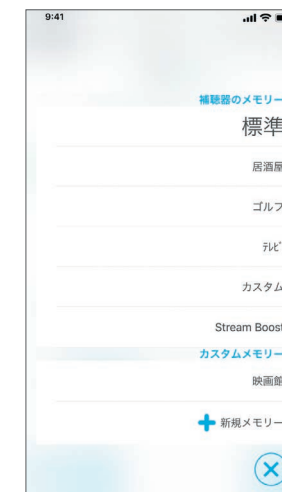 9:41
補聴器のメモリー
標準
居酒屋
ゴルフ
テレビ
カスタム
Stream Boost
カスタムメモリー
映画館
新規メモリー